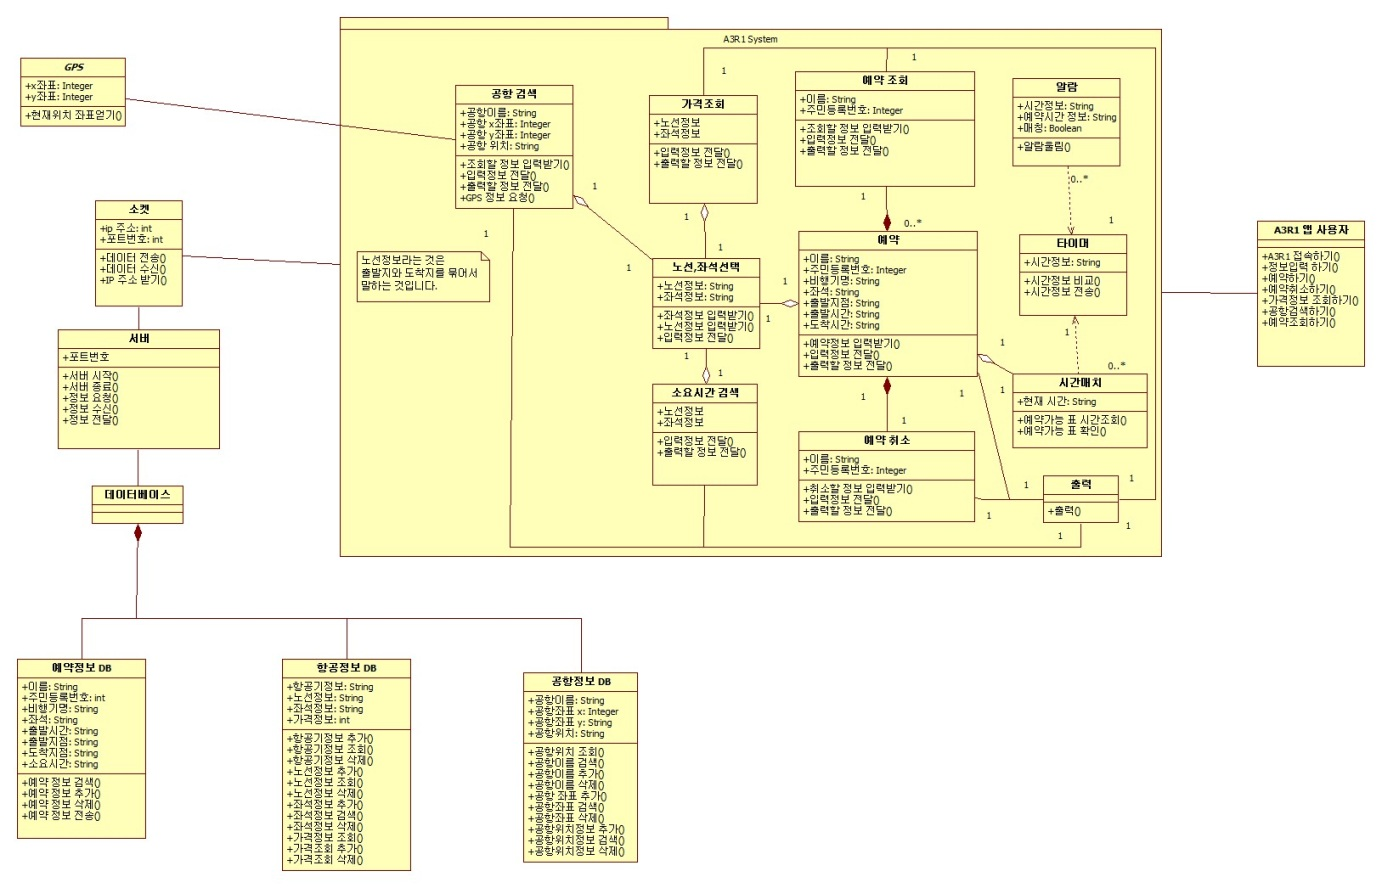 A3R1 System
GPS
+x좌표: Integer
+y좌표: Integer
+현재위치 좌표얻기()
소켓
+ip 주소: int
+포트번호: int
+데이터 전송()
+데이터 수신()
+IP 주소 받기()
서버
+포트번호
+서버 시작()
+서버 종료()
+정보 요청()
+정보 수신()
+정보 전달()
데이터베이스
노선정보라는 것은
출발지와 도착지를 묶어서
말하는 것입니다.
공항 검색
+공항이름: String
+공항 x좌표: Integer
+공항 y좌표: Integer
+공항 위치: String
+조회할 정보 입력받기()
+입력정보 전달()
+출력할 정보 전달()
+GPS 정보 요청()
1
1
1
가격조회
+노선정보
+좌석정보
+입력정보 전달()
+출력할 정보 전달()
1
1
1
노선,좌석선택
+노선정보: String
+좌석정보: String
+좌석정보 입력받기()
+노선정보 입력받기()
+입력정보 전달()
1
1
1
1
소요시간 검색
+노선정보
+좌석정보
+입력정보 전달()
+출력할 정보 전달()
예약 조회
+이름: String
+주민등록번호: Integer
+조회할 정보 입력받기()
+입력정보 전달()
+출력할 정보 전달()
1
1
0..*
예약
+이름: String
+주민등록번호: Integer
+비행기명: String
+좌석: String
+출발지점: String
+출발시간: String
+도착시간: String
+예약정보 입력받기()
+입력정보 전달()
+출력할 정보 전달()
1
1
1
1
1
예약 취소
+이름: String
+주민등록번호: Integer
+취소할 정보 입력받기()
+입력정보 전달()
+출력할 정보 전달()
1
알람
+시간정보: String
+예약시간 정보: String
+매칭: Boolean
+알람울림()
0..*
1
타이머
+시간정보: String
+시간정보 비교()
+시간정보 전송()
1
0..*
시간매치
+현재 시간: String
+예약가능 표 시간조회()
+예약가능 표 확인()
출력
+출력()
1
1
1
1
A3R1 앱 사용자
+A3R1 접속하기()
+정보입력 하기()
+예약하기()
+예약취소하기()
+가격정보 조회하기()
+공항검색하기()
+예약조회하기()
예약정보 DB
+이름: String
+주민등록번호: int
+비행기명: String
+좌석: String
+출발시간: String
+출발지점: String
+도착지점: String
+소요시간: String
+예약 정보 검색()
+예약 정보 추가()
+예약 정보 삭제()
+예약 정보 전송()
항공정보 DB
+항공기정보: String
+노선정보: String
+좌석정보: String
+가격정보: int
+항공기정보 추가()
+항공기정보 조회()
+항공기정보 삭제()
+노선정보 추가()
+노선정보 조회()
+노선정보 삭제()
+좌석정보 추가()
+좌석정보 검색()
+좌석정보 삭제()
+가격정보 조회()
+가격조회 추가()
+가격조회 삭제()
공항정보 DB
+공항이름: String
+공항좌표 x: Integer
+공항좌표 y: String
+공항위치: String
+공항위치 조회()
+공항이름 검색()
+공항이름 추가()
+공항이름 삭제()
+공항 좌표 추가()
+공항좌표 검색()
+공항좌표 삭제()
+공항위치정보 추가()
+공항위치정보 검색()
+공항위치정보 삭제()